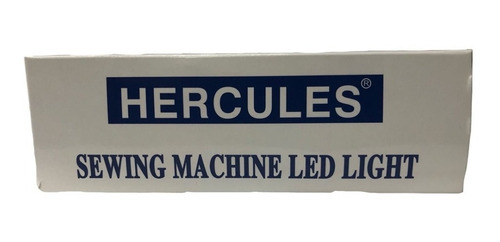 HERCULES®
SEWING MACHINE LED LIGHT